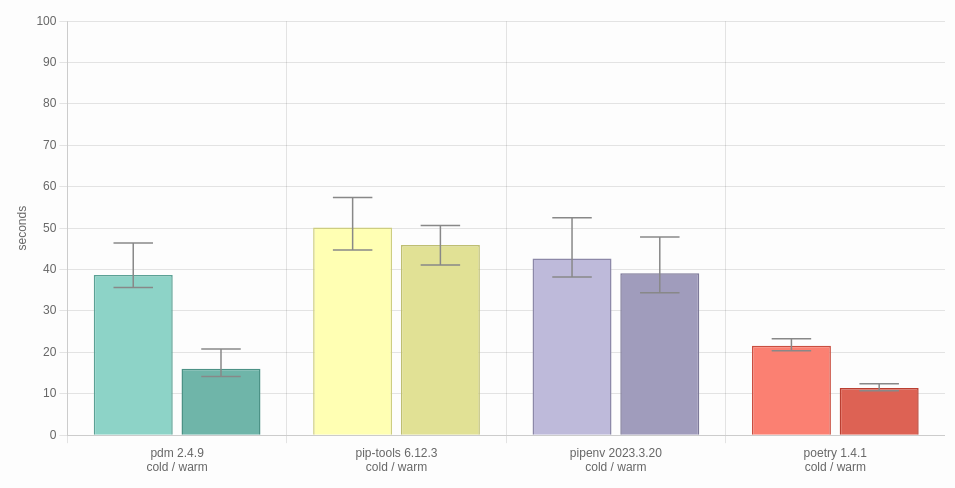 100
90
80
70
60
50
40
30
20
10
0
seconds
pdm 2.4.9
cold / warm
pip-tools 6.12.3
cold / warm
pipenv 2023.3.20
cold / warm
poetry 1.4.1
cold / warm